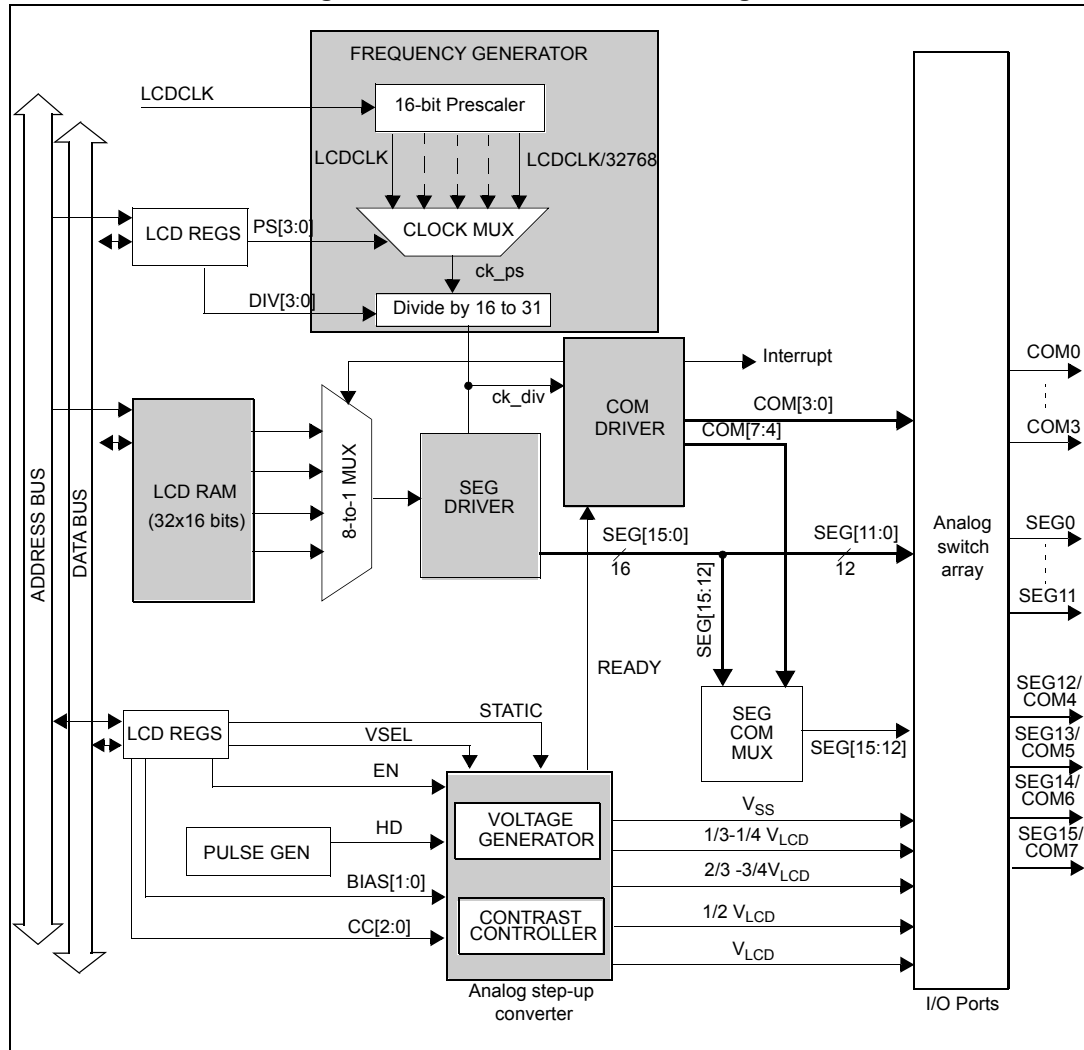 FREQUENCY GENERATOR
LCDCLK
16-bit Prescaler
LCDCLK
LCDCLK/32768
LCD REGS
PS[3:0]
CLOCK MUX
ck_ps
DIV[3:0]
Divide by 16 to 31
Interrupt
ck_div
COM
DRIVER
COM[3:0]
COM[7:4]
COM0
COM3
ADDRESS BUS
DATA BUS
LCD RAM
(32x16 bits)
8-to-1 MUX
SEG
DRIVER
SEG[15:0]
16
SEG[11:0]
12
SEG[15:12]
Analog
switch
array
SEG0
SEG11
READY
SEG
COM
MUX
SEG[15:12]
SEG12/
COM4
SEG13/
COM5
SEG14/
COM6
SEG15/
COM7
LCD REGS
STATIC
VSEL
EN
PULSE GEN
HD
BIAS[1:0]
CC[2:0]
VOLTAGE
GENERATOR
CONTRAST
CONTROLLER
VSS
1/3-1/4 VLCD
2/3 -3/4VLCD
1/2 VLCD
VLCD
Analog step-up
converter
I/O Ports